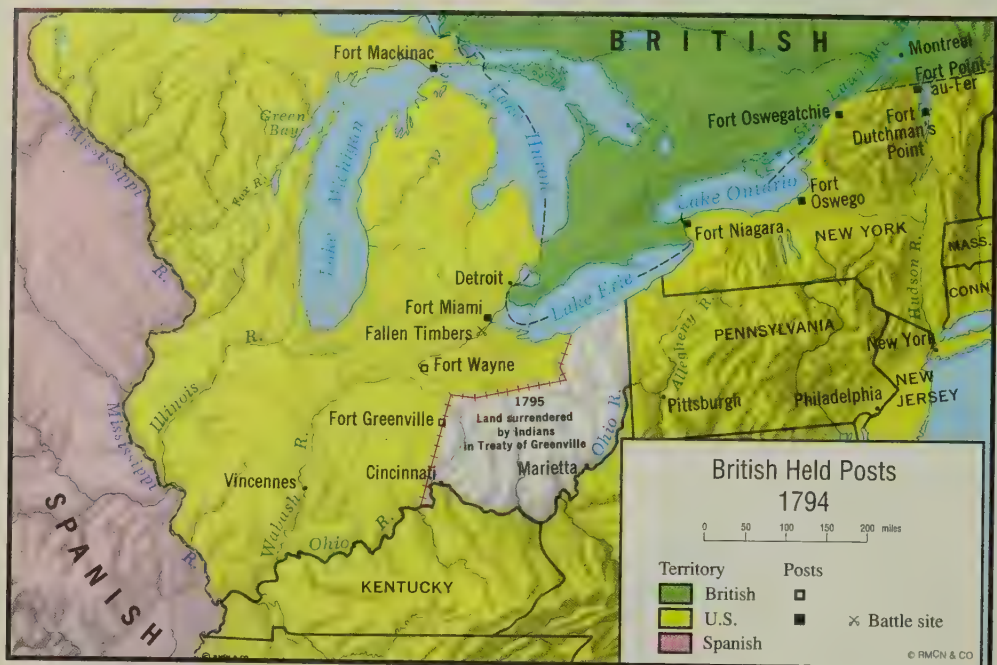 BRITISH
Fort Mackinac
Montreal
Fort Point-
au-Fer
Fort Oswegatchie
Fort
Dutchman's
Point
Green
Bay
Mississippi
Fox R.
Lake Michigan
Lake Huron
Lake Ontario
Fort
Oswego
Fort Niagara
NEW YORK
MASS.
CONN
Hudson R.
R.
Detroit
Lake Erie
Fort Miami
Fallen Timbers
Allegheny R.
PENNSYLVANIA
New York
R.
Fort Wayne
1795
Land surrendered
by Indians
in Treaty of Greenville
Ohio R.
Pittsburgh
Philadelphia
NEW
JERSEY
Illinois
Mississippi
Fort Greenville
Cincinnati
Marietta
Vincennes
Wabash R.
SPANISH
R.
Ohio R.
KENTUCKY
British Held Posts
1794
0 50 100 150 200 miles
Territory Posts
British
U.S. Battle site
Spanish
© RMCN & CO